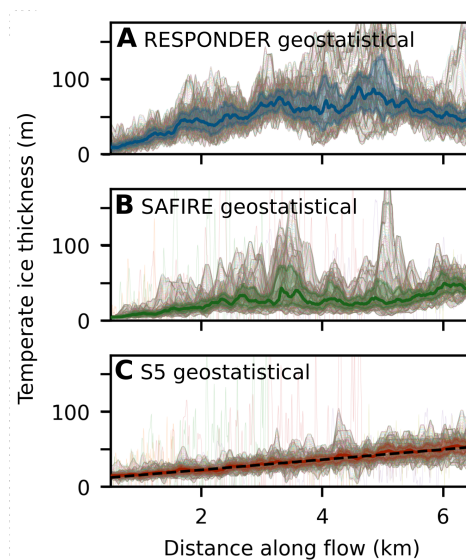 A RESPONDER geostatistical
100
0
B SAFIRE geostatistical
100
0
C S5 geostatistical
100
0
2 4 6
Distance along flow (km)
Temperate ice thickness (m)